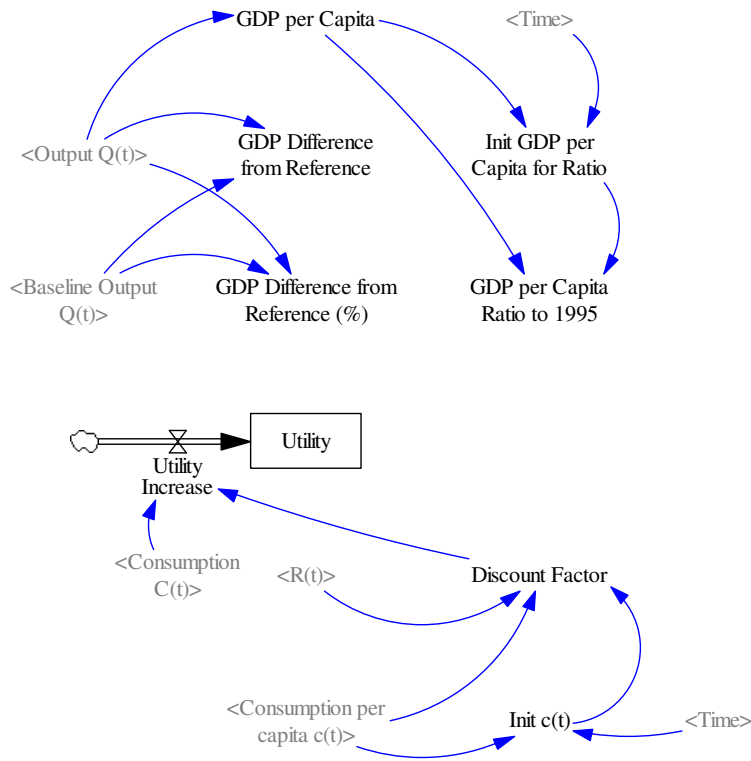 GDP per Capita
<Time>
<Output Q(t)>
GDP Difference
from Reference
Init GDP per
Capita for Ratio
<Baseline Output
Q(t)>
GDP Difference from
Reference (%)
GDP per Capita
Ratio to 1995
Utility
Utility
Increase
<Consumption
C(t)>
<R(t)>
Discount Factor
<Consumption per
capita c(t)>
Init c(t)
<Time>